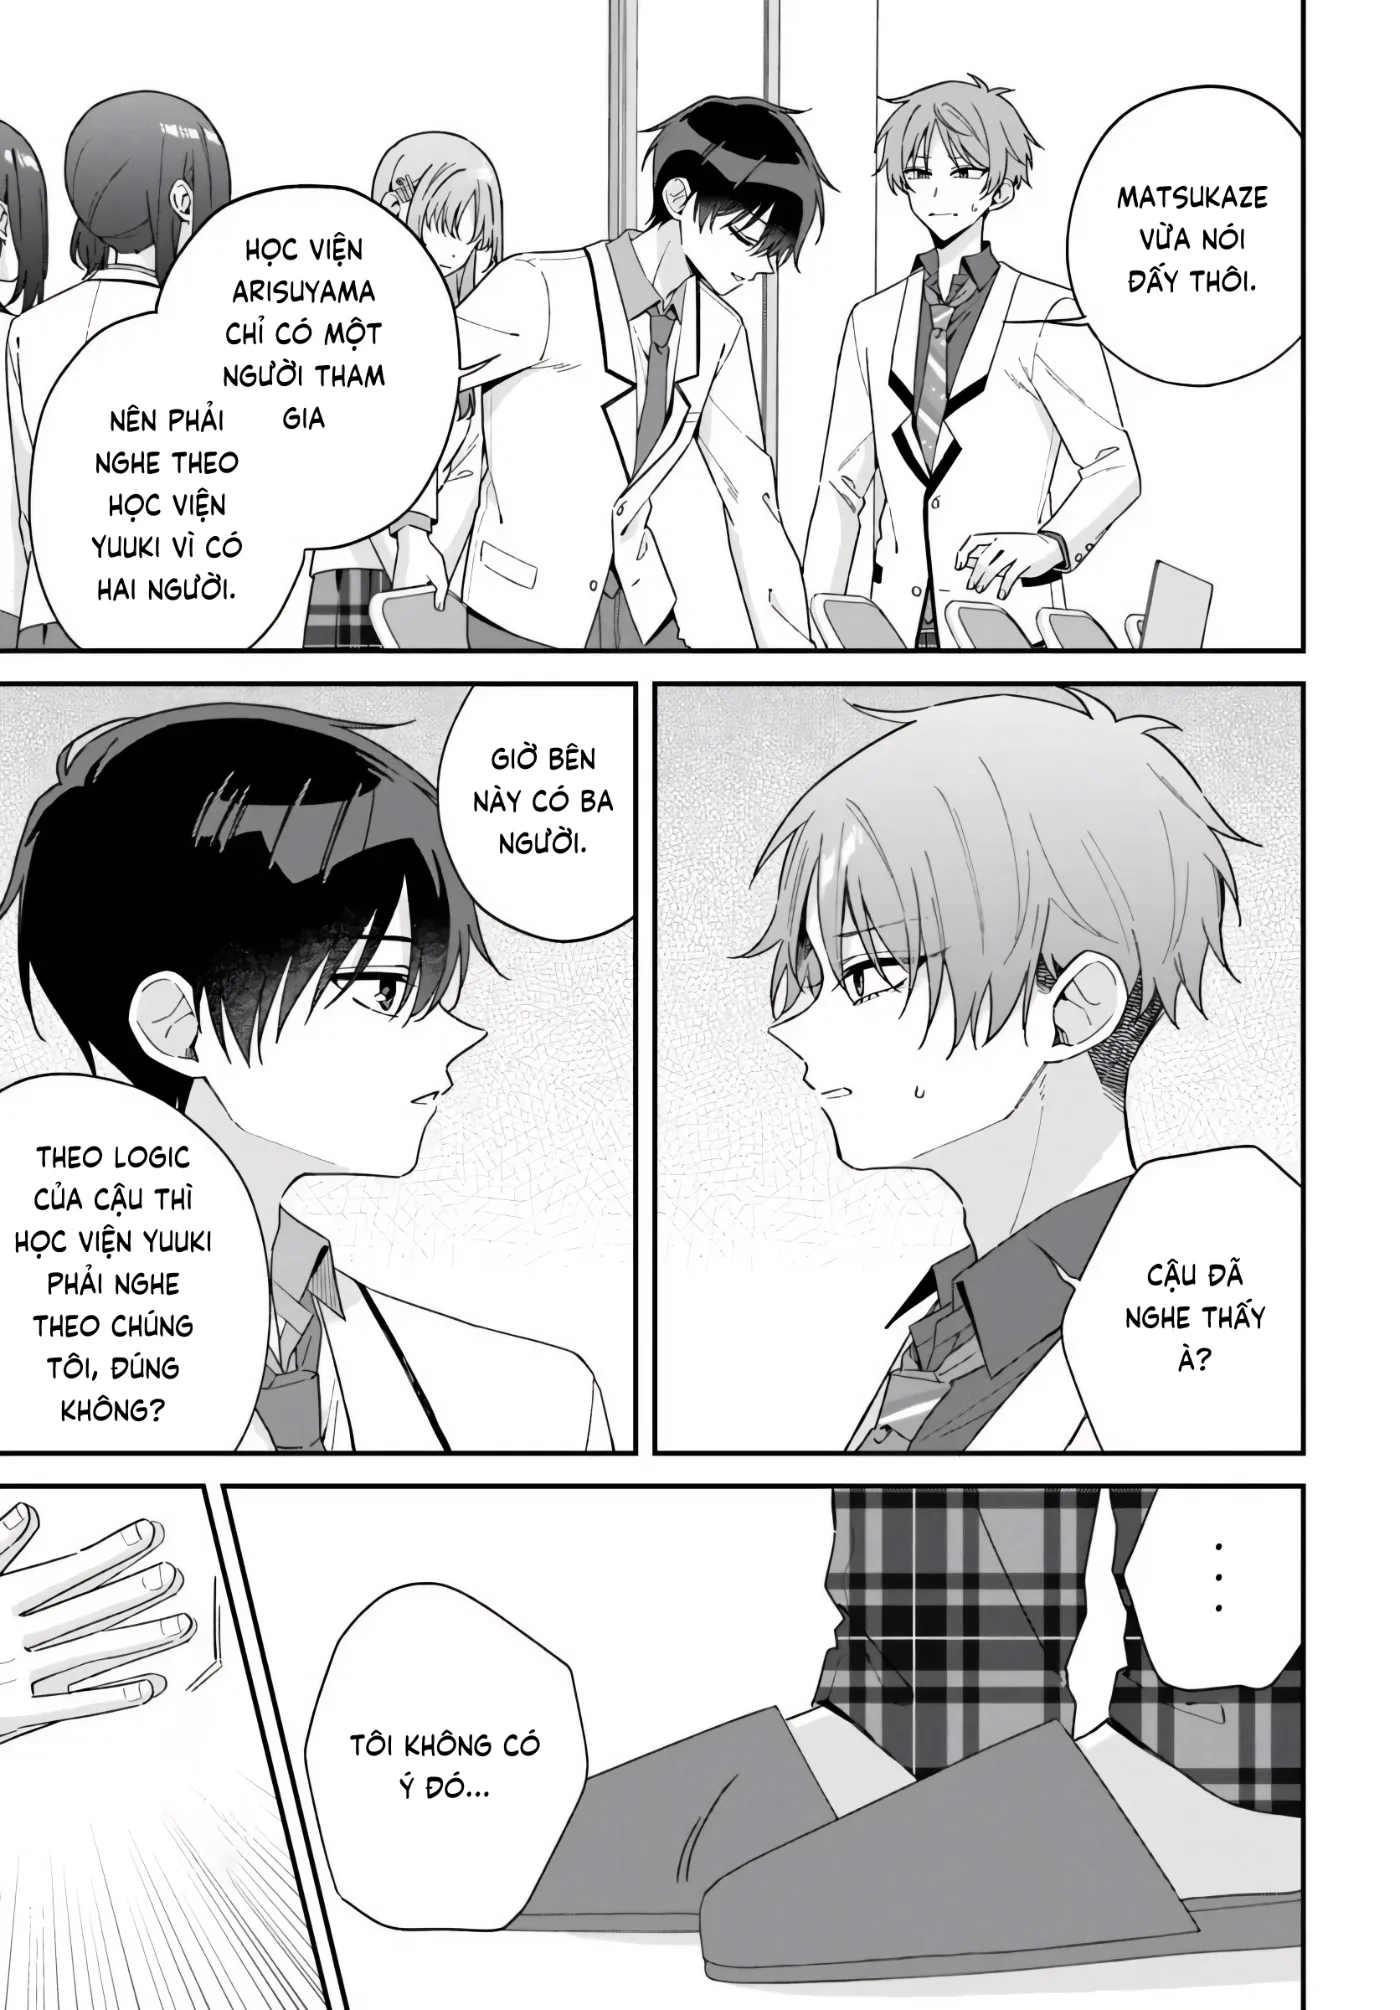 MATSUKAZE
VỪA NÓI
ĐẤY THÔI.
HỌC VIỆN
ARISUYAMA
CHỈ CÓ MỘT
NGƯỜI THAM
GIA
NÊN PHẢI
NGHE THEO
HỌC VIỆN
YUUKI VÌ CÓ
HAI NGƯỜI.
CẬU ĐÃ
NGHE THẤY
À?
GIỜ BÊN
NÀY CÓ BA
NGƯỜI.
THEO LOGIC
CỦA CẬU THÌ
HỌC VIỆN YUUKI
PHẢI NGHE
THEO CHÚNG
TÔI, ĐÚNG
KHÔNG?
...
TÔI KHÔNG CÓ
Ý ĐÓ...